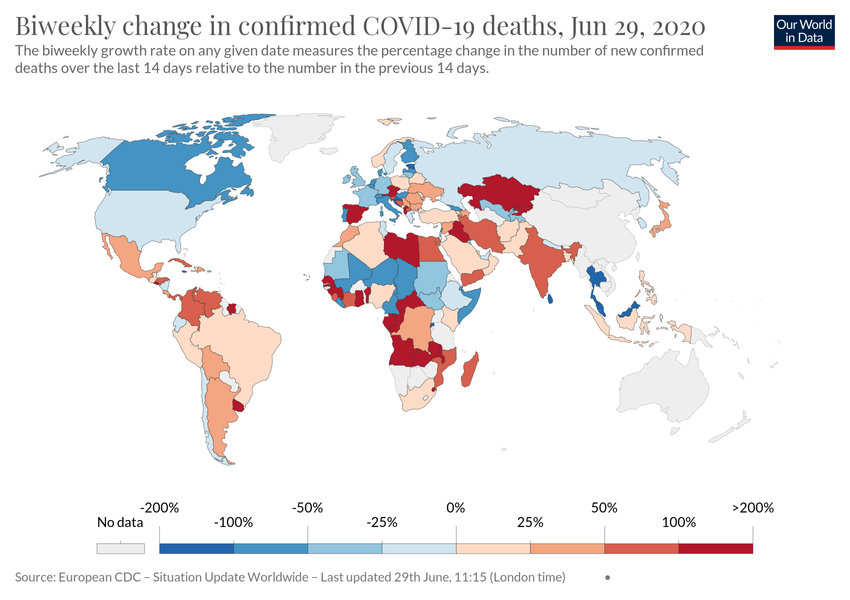 Biweekly change in confirmed COVID-19 deaths, Jun 29, 2020
Our World
in Data
The biweekly growth rate on any given date measures the percentage change in the number of new confirmed
deaths over the last 14 days relative to the number in the previous 14 days.
-200% -50% 0% 50% >200%
No data -100% -25% 25% 100%
Source: European CDC – Situation Update Worldwide – Last updated 29th June, 11:15 (London time)